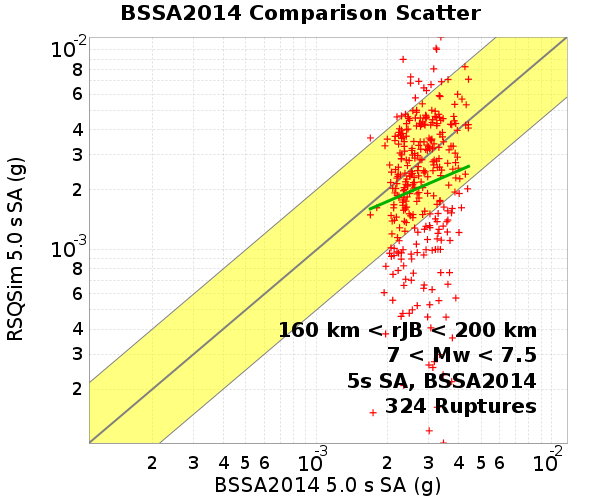 BSSA2014 Comparison Scatter
RSQSim 5.0 s SA (g)
10-2
8
6
4
3
2
10-3
8
6
4
3
2
160 km < rJB < 200 km
7 < Mw < 7.5
5s SA, BSSA2014
324 Ruptures
2 3 4 5 6 10-3 2 3 4 5 6 10-2
BSSA2014 5.0 s SA (g)